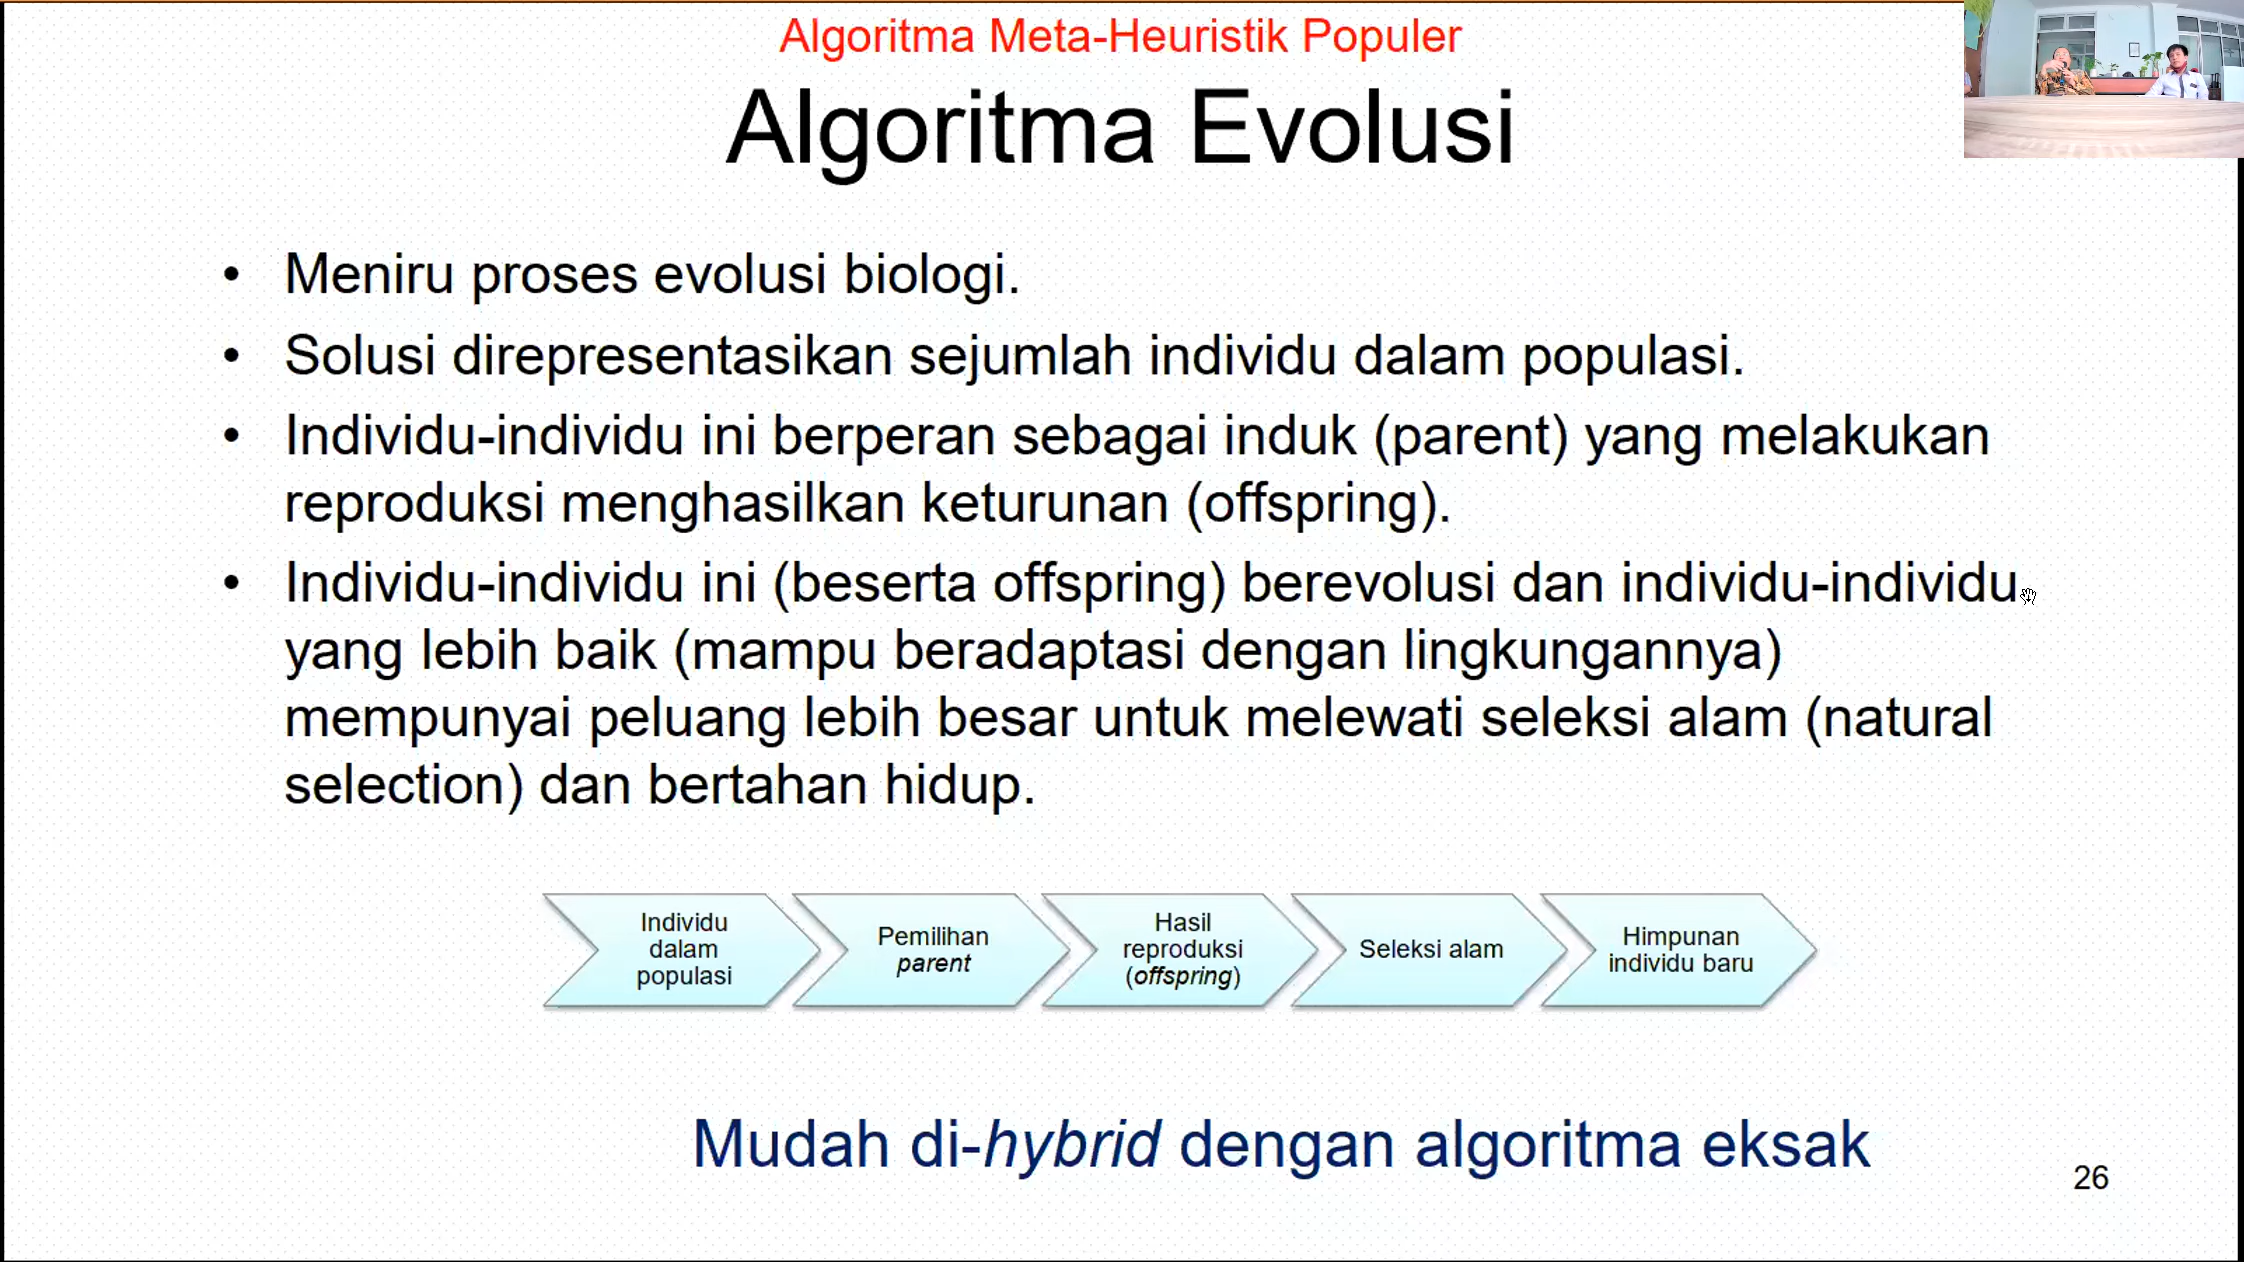 Algoritma Meta-Heuristik Populer
Algoritma Evolusi
• Meniru proses evolusi biologi.
• Solusi direpresentasikan sejumlah individu dalam populasi.
• Individu-individu ini berperan sebagai induk (parent) yang melakukan
reproduksi menghasilkan keturunan (offspring).
• Individu-individu ini (beserta offspring) berevolusi dan individu-individu
yang lebih baik (mampu beradaptasi dengan lingkungannya)
mempunyai peluang lebih besar untuk melewati seleksi alam (natural
selection) dan bertahan hidup.
Individu
dalam
populasi
Pemilihan
parent
Hasil
reproduksi
(offspring)
Seleksi alam
Himpunan
individu baru
Mudah di-hybrid dengan algoritma eksak
26